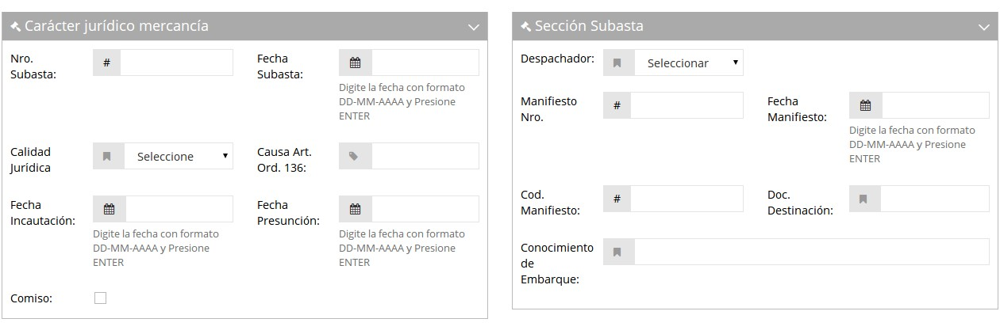 Carácter jurídico mercancía
Nro.
Subasta:
#
Fecha
Subasta:
Digite la fecha con formato
DD-MM-AAAA y Presione
ENTER
Calidad
Jurídica
Seleccione
Causa Art.
Ord. 136:
Fecha
Incautación:
Digite la fecha con formato
DD-MM-AAAA y Presione
ENTER
Fecha
Presunción:
Digite la fecha con formato
DD-MM-AAAA y Presione
ENTER
Comiso:
Sección Subasta
Despachador:
Seleccionar
Manifiesto
Nro.
#
Fecha
Manifiesto:
Digite la fecha con formato
DD-MM-AAAA y Presione
ENTER
Cod.
Manifiesto:
#
Doc.
Destinación:
Conocimiento
de
Embarque: